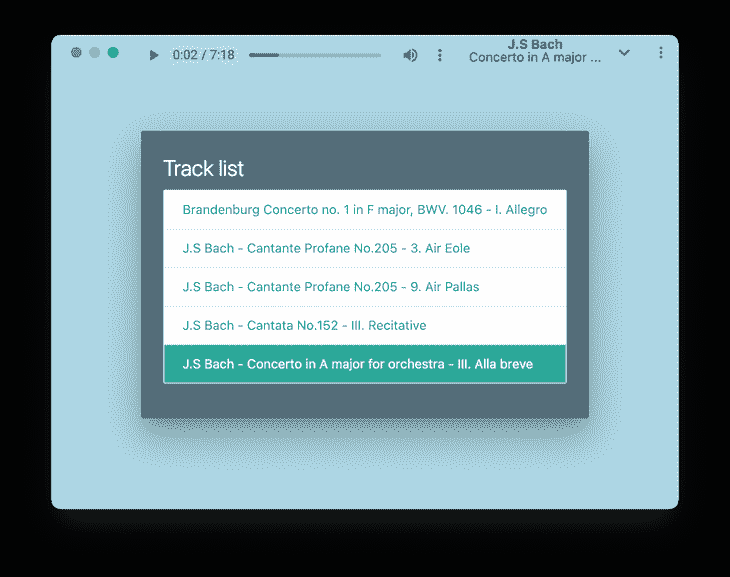 0:02 / 7:18
J.S Bach
Concerto in A major ...
Track list
Brandenburg Concerto no. 1 in F major, BWV. 1046 - I. Allegro
J.S Bach - Cantante Profane No.205 - 3. Air Eole
J.S Bach - Cantante Profane No.205 - 9. Air Pallas
J.S Bach - Cantata No.152 - III. Recitative
J.S Bach - Concerto in A major for orchestra - III. Alla breve